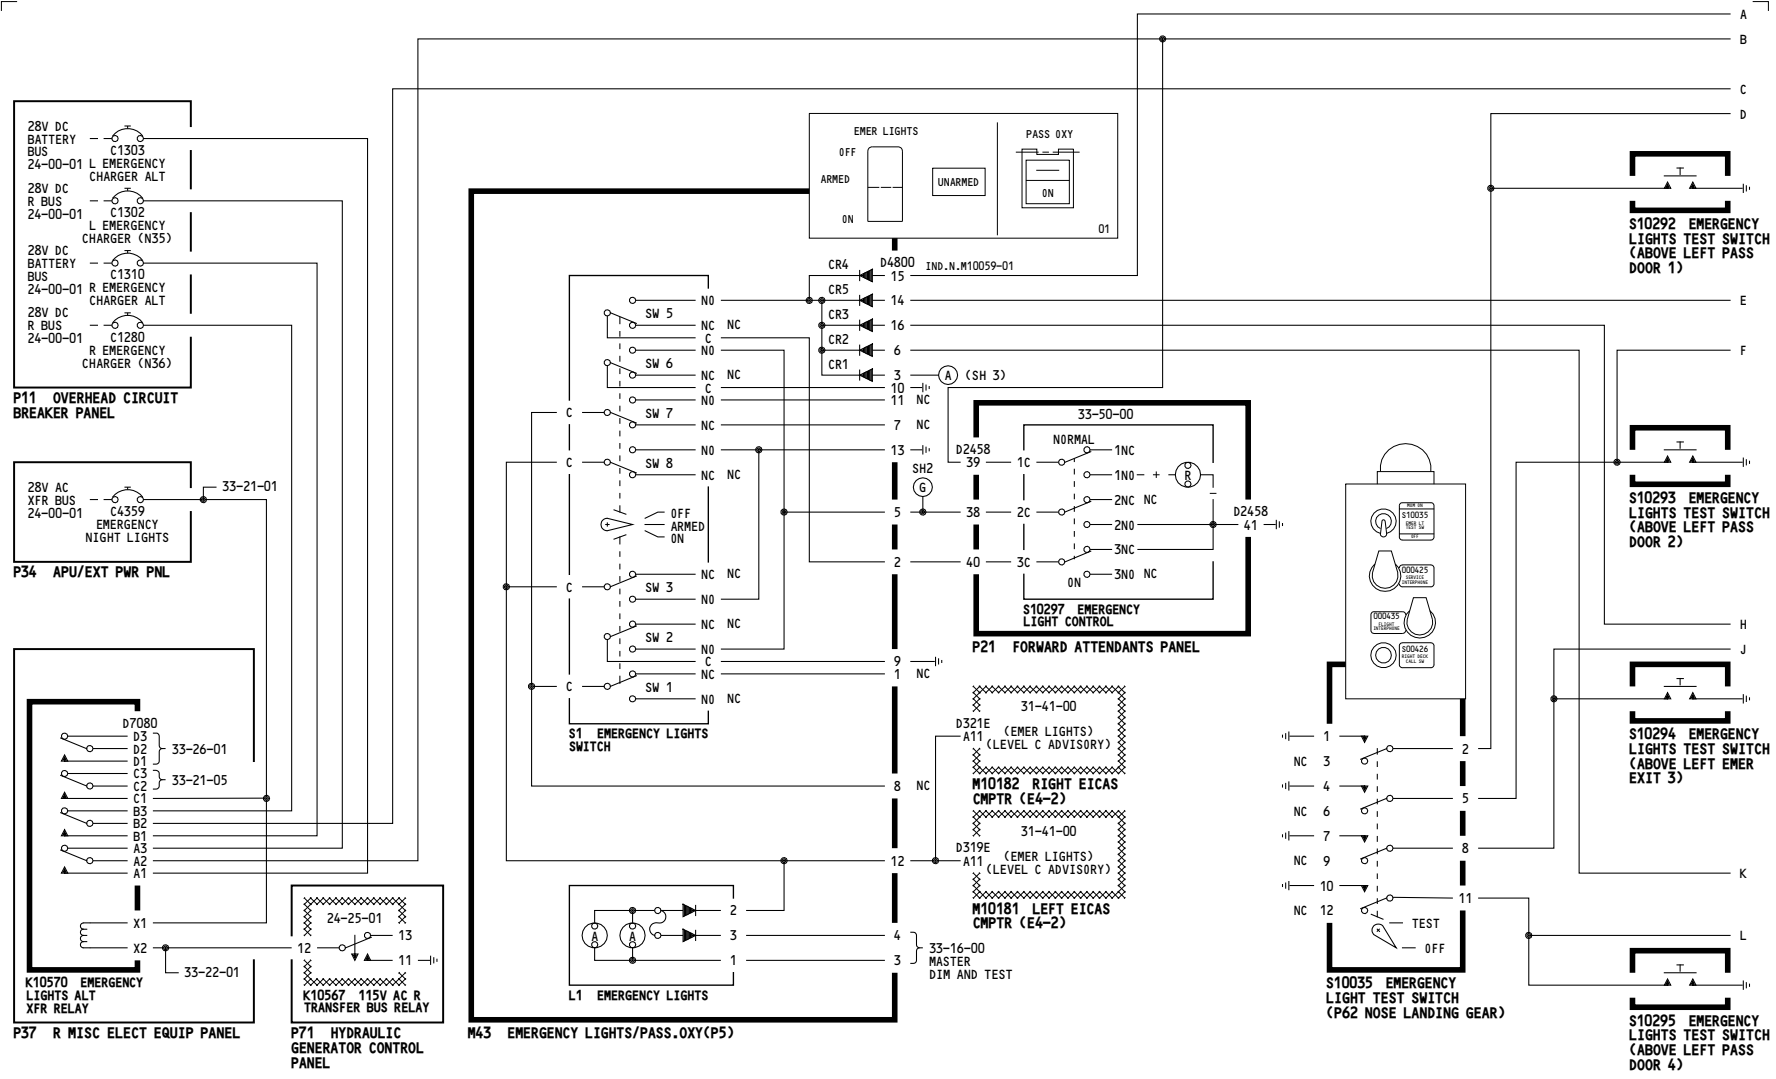 A
B
C
D
28V DC
BATTERY
BUS
24-00-01
C1303
L EMERGENCY
CHARGER ALT
28V DC
R BUS
24-00-01
C1302
L EMERGENCY
CHARGER (N35)
28V DC
BATTERY
BUS
24-00-01
C1310
R EMERGENCY
CHARGER ALT
28V DC
R BUS
24-00-01
C1280
R EMERGENCY
CHARGER (N36)
P11 OVERHEAD CIRCUIT
BREAKER PANEL
28V AC
XFR BUS
24-00-01
C4359
EMERGENCY
NIGHT LIGHTS
33-21-01
P34 APU/EXT PWR PNL
D7080
D3
D2
D1
33-26-01
C3
C2
33-21-05
C1
B3
B2
B1
A3
A2
A1
X1
X2
33-22-01
K10570 EMERGENCY
LIGHTS ALT
XFR RELAY
P37 R MISC ELECT EQUIP PANEL
24-25-01
12
13
11
K10567 115V AC R
TRANSFER BUS RELAY
P71 HYDRAULIC
GENERATOR CONTROL
PANEL
EMER LIGHTS
OFF
ARMED
ON
UNARMED
PASS OXY
ON
01
D4800
IND.N.M10059-01
CR4
15
CR5
14
CR3
16
CR2
6
CR1
3
A (SH 3)
SW 5
NO
NC NC
C
SW 6
NO
NC NC
C
10
SW 7
C
NO
11 NC
NC
7 NC
SW 8
C
NO
13
NC NC
SH2
G
5
OFF
ARMED
ON
2
SW 3
C
NC NC
NO
SW 2
NC NC
NO
C
9
SW 1
C
NC
1 NC
NO NC
S1 EMERGENCY LIGHTS
SWITCH
8 NC
12
A
A
2
3
1
4
3
33-16-00
MASTER
DIM AND TEST
L1 EMERGENCY LIGHTS
M43 EMERGENCY LIGHTS/PASS.OXY(P5)
33-50-00
D2458
39
1C
NORMAL
1NC
1NO
- +
R
-
38
2C
2NC NC
2NO
D2458
41
40
3C
3NC
3NO NC
ON
S10297 EMERGENCY
LIGHT CONTROL
P21 FORWARD ATTENDANTS PANEL
31-41-00
D321E
A11
(EMER LIGHTS)
(LEVEL C ADVISORY)
M10182 RIGHT EICAS
CMPTR (E4-2)
31-41-00
D319E
A11
(EMER LIGHTS)
(LEVEL C ADVISORY)
M10181 LEFT EICAS
CMPTR (E4-2)
S10035
EMER LT
TEST SW
OFF
000425
SERVICE
INTERPHONE
000435
FLIGHT
INTERPHONE
S00426
RIGHT DECK
CALL SW
1
NC 3
2
4
NC 6
5
7
NC 9
8
10
NC 12
11
TEST
OFF
S10035 EMERGENCY
LIGHT TEST SWITCH
(P62 NOSE LANDING GEAR)
S10292 EMERGENCY
LIGHTS TEST SWITCH
(ABOVE LEFT PASS
DOOR 1)
E
F
S10293 EMERGENCY
LIGHTS TEST SWITCH
(ABOVE LEFT PASS
DOOR 2)
H
J
S10294 EMERGENCY
LIGHTS TEST SWITCH
(ABOVE LEFT EMER
EXIT 3)
K
L
S10295 EMERGENCY
LIGHTS TEST SWITCH
(ABOVE LEFT PASS
DOOR 4)